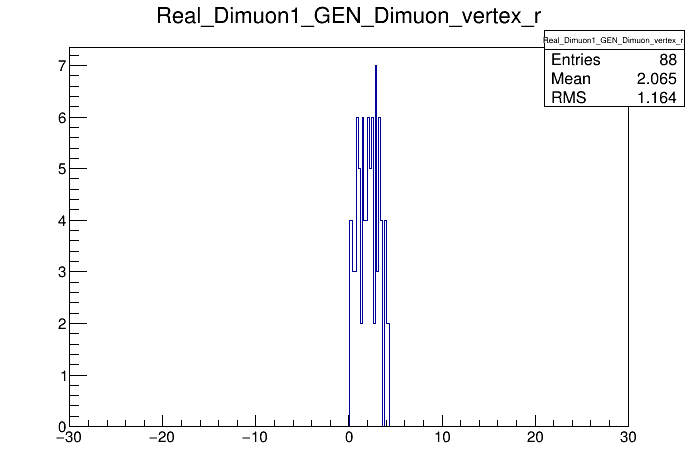 Real_Dimuon1_GEN_Dimuon_vertex_r
Real_Dimuon1_GEN_Dimuon_vertex_r
Entries 88
Mean 2.065
RMS 1.164
7
6
5
4
3
2
1
0
−30 −20 −10 0 10 20 30